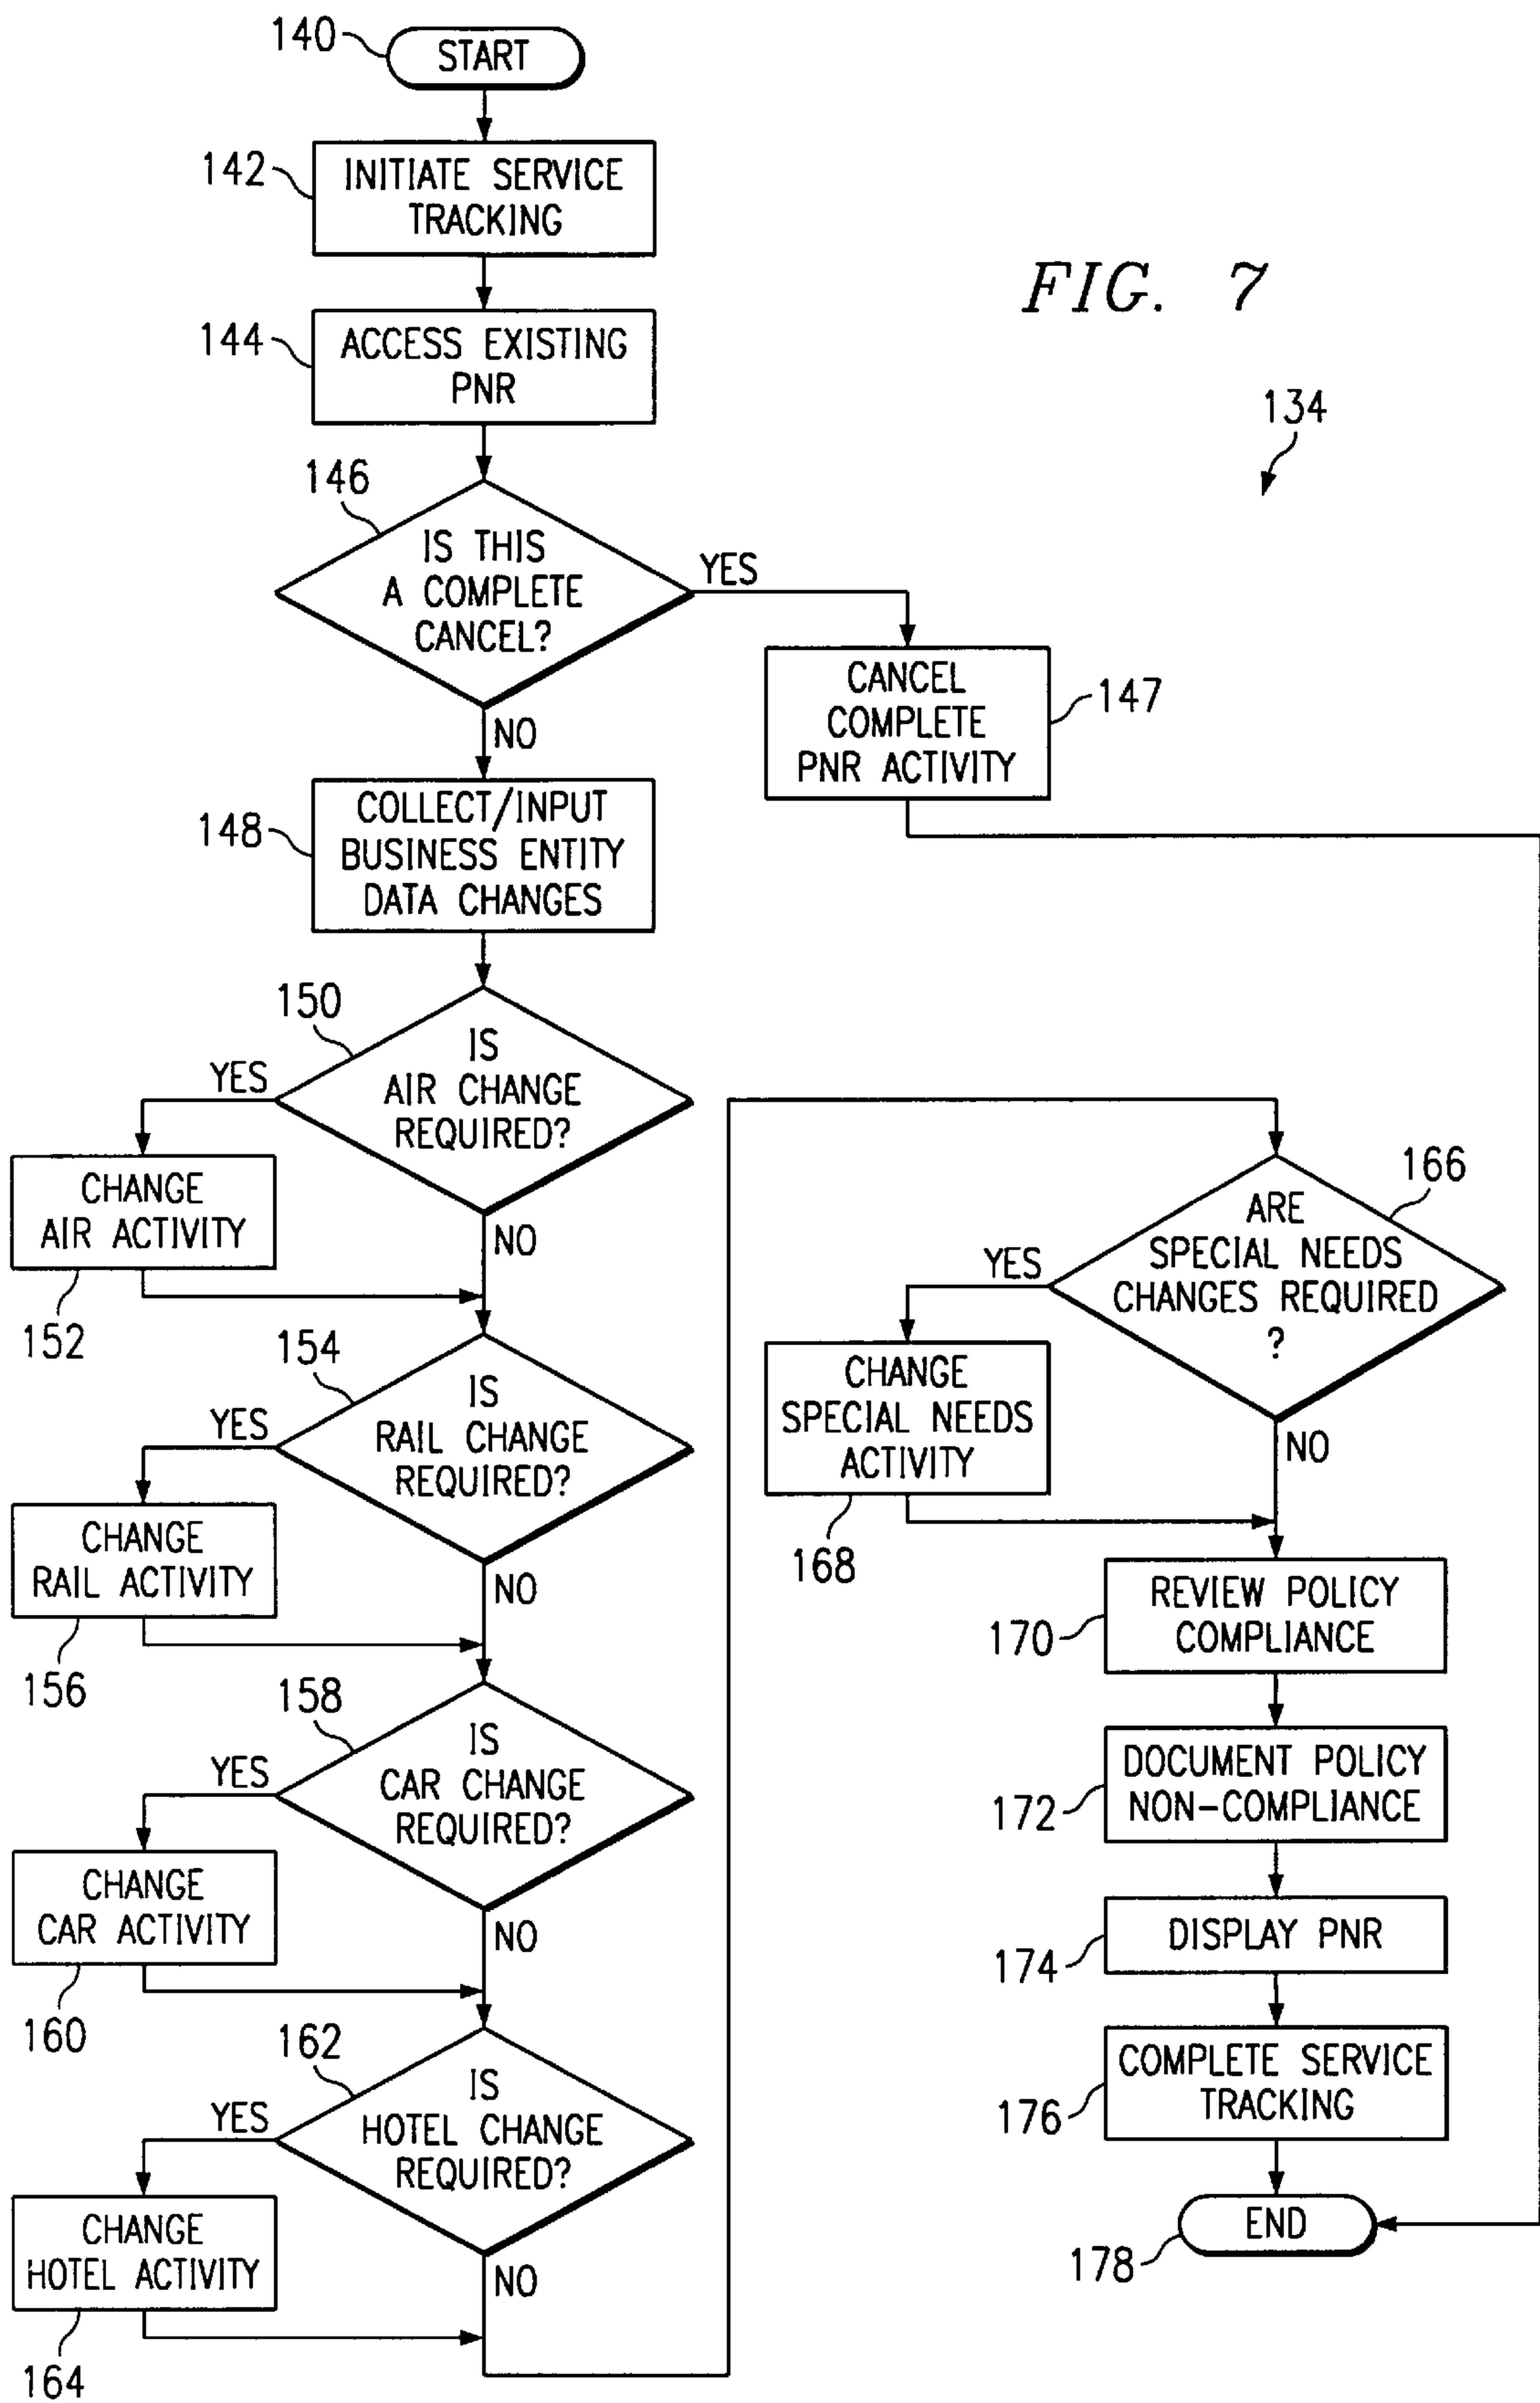 140
START
142
INITIATE SERVICE
TRACKING
FIG. 7
144
ACCESS EXISTING
PNR
134
146
IS THIS
A COMPLETE
CANCEL?
YES
NO
CANCEL
COMPLETE
PNR ACTIVITY
147
148
COLLECT/INPUT
BUSINESS ENTITY
DATA CHANGES
150
IS
AIR CHANGE
REQUIRED?
YES
NO
CHANGE
AIR ACTIVITY
152
154
IS
RAIL CHANGE
REQUIRED?
YES
NO
CHANGE
RAIL ACTIVITY
156
158
IS
CAR CHANGE
REQUIRED?
YES
NO
CHANGE
CAR ACTIVITY
160
162
IS
HOTEL CHANGE
REQUIRED?
YES
NO
CHANGE
HOTEL ACTIVITY
164
166
ARE
SPECIAL NEEDS
CHANGES REQUIRED
?
YES
NO
CHANGE
SPECIAL NEEDS
ACTIVITY
168
REVIEW POLICY
COMPLIANCE
170
DOCUMENT POLICY
NON-COMPLIANCE
172
DISPLAY PNR
174
COMPLETE SERVICE
TRACKING
176
END
178